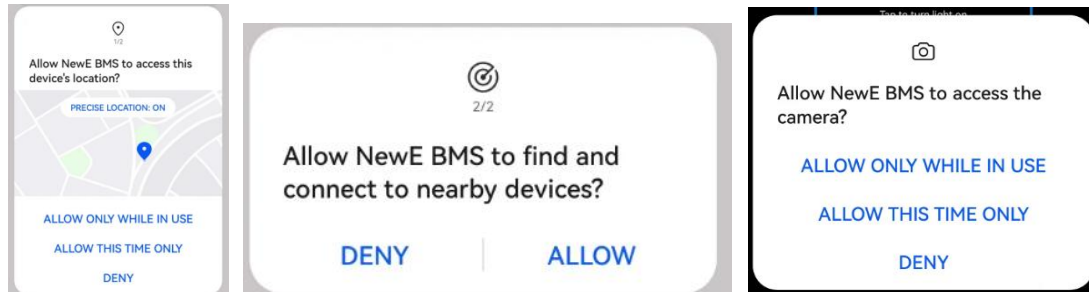 1/2
Allow NewE BMS to access this
device's location?
PRECISE LOCATION: ON
ALLOW ONLY WHILE IN USE
ALLOW THIS TIME ONLY
DENY
2/2
Allow NewE BMS to find and
connect to nearby devices?
DENY
ALLOW
Tap to turn light on
Allow NewE BMS to access the
camera?
ALLOW ONLY WHILE IN USE
ALLOW THIS TIME ONLY
DENY